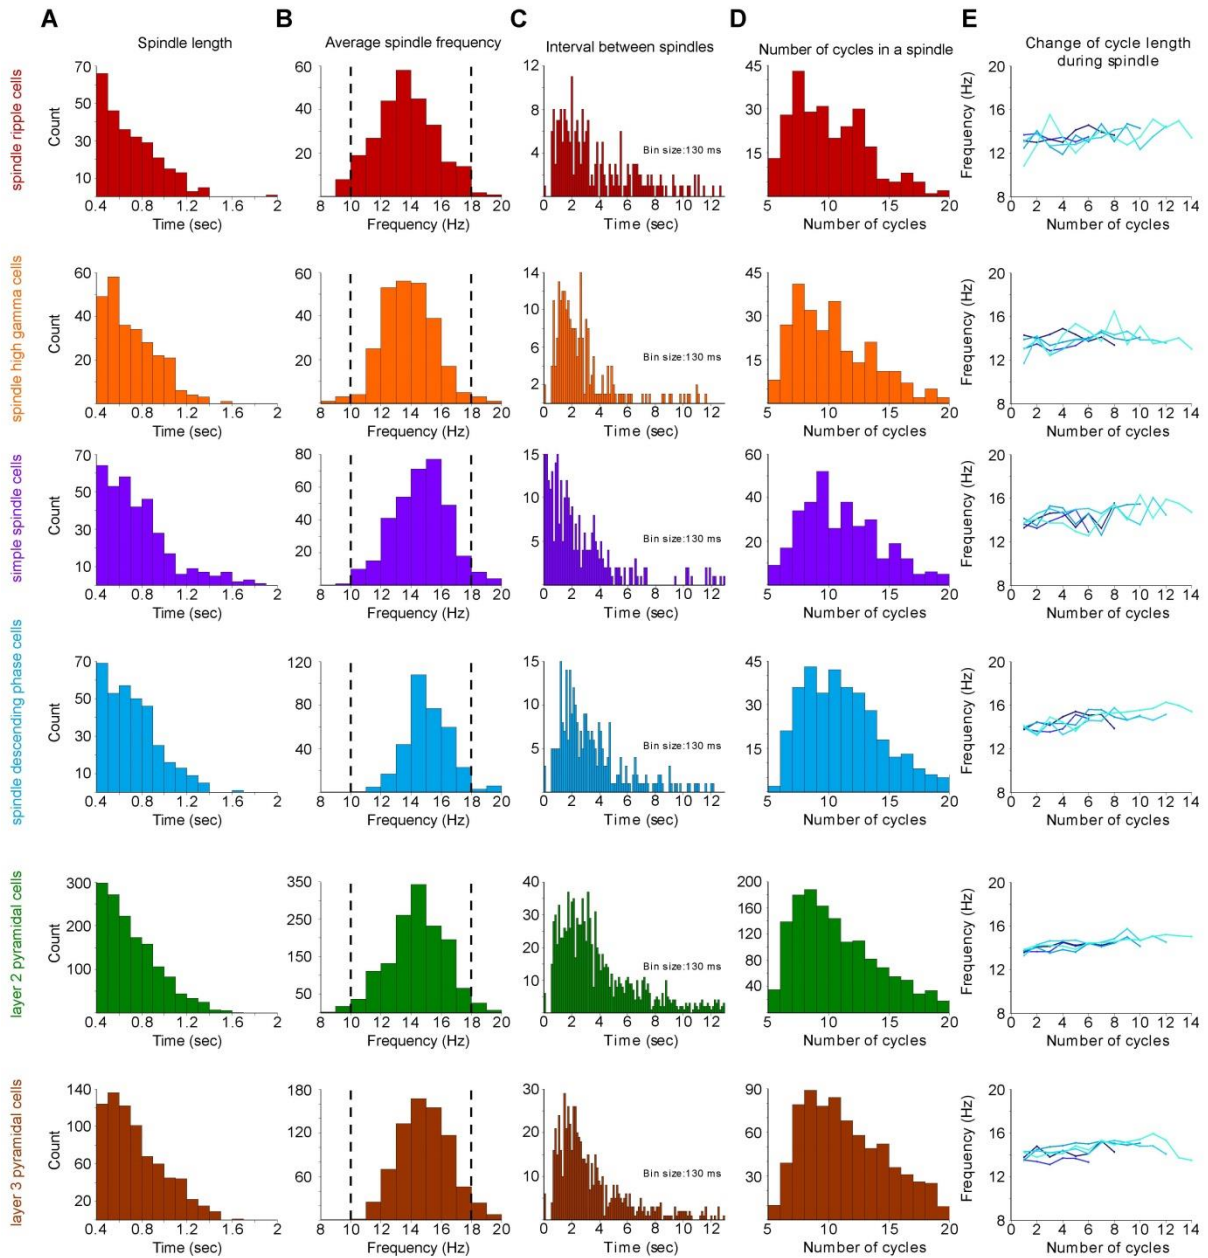 A B C D E
Spindle length
Average spindle frequency
Interval between spindles
Number of cycles in a spindle
Change of cycle length
during spindle
spindle ripple cells
Count
70
50
30
10
0.4 0.8 1.2 1.6 2
Time (sec)
60
40
20
8 10 12 14 16 18 20
Frequency (Hz)
12
10
8
6
4
2
0 2 4 6 8 10 12
Time (sec)
Bin size:130 ms
45
30
15
5 10 15 20
Number of cycles
Frequency (Hz)
20
16
12
8
0 2 4 6 8 10 12 14
Number of cycles
spindle high gamma cells
Count
60
40
20
0.4 0.8 1.2 1.6 2
Time (sec)
60
40
20
8 10 12 14 16 18 20
Frequency (Hz)
15
10
5
0 2 4 6 8 10 12
Time (sec)
Bin size:130 ms
45
30
15
5 10 15 20
Number of cycles
Frequency (Hz)
20
16
12
8
0 2 4 6 8 10 12 14
Number of cycles
simple spindle cells
Count
70
50
30
10
0.4 0.8 1.2 1.6 2
Time (sec)
80
60
40
20
8 10 12 14 16 18 20
Frequency (Hz)
15
10
5
0 2 4 6 8 10 12
Time (sec)
Bin size:130 ms
60
40
20
5 10 15 20
Number of cycles
Frequency (Hz)
20
16
12
8
0 2 4 6 8 10 12 14
Number of cycles
spindle descending phase cells
Count
70
50
30
10
0.4 0.8 1.2 1.6 2
Time (sec)
120
80
40
8 10 12 14 16 18 20
Frequency (Hz)
15
10
5
0 2 4 6 8 10 12
Time (sec)
Bin size:130 ms
45
30
15
5 10 15 20
Number of cycles
Frequency (Hz)
20
16
12
8
0 2 4 6 8 10 12 14
Number of cycles
layer 2 pyramidal cells
Count
300
200
100
0.4 0.8 1.2 1.6 2
Time (sec)
350
250
150
50
8 10 12 14 16 18 20
Frequency (Hz)
40
30
20
10
0 2 4 6 8 10 12
Time (sec)
Bin size:130 ms
200
160
120
80
40
5 10 15 20
Number of cycles
Frequency (Hz)
20
16
12
8
0 2 4 6 8 10 12 14
Number of cycles
layer 3 pyramidal cells
Count
140
100
60
20
0.4 0.8 1.2 1.6 2
Time (sec)
180
120
60
8 10 12 14 16 18 20
Frequency (Hz)
30
20
10
0 2 4 6 8 10 12
Time (sec)
Bin size:130 ms
90
60
30
5 10 15 20
Number of cycles
Frequency (Hz)
20
16
12
8
0 2 4 6 8 10 12 14
Number of cycles